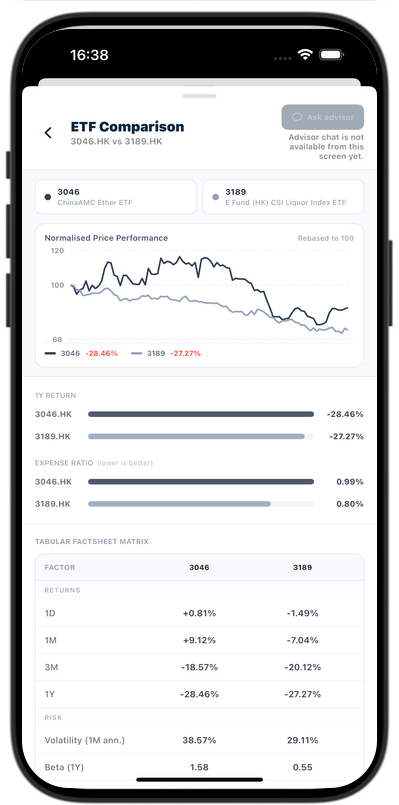 16:38
ETF Comparison
3046.HK vs 3189.HK
Ask advisor
Advisor chat is not
available from this
screen yet.
3046
ChinaAMC Ether ETF
3189
E Fund (HK) CSI Liquor Index ETF
Normalised Price Performance
Rebased to 100
120
100
68
3046 -28.46% 3189 -27.27%
1Y RETURN
3046.HK -28.46%
3189.HK -27.27%
EXPENSE RATIO (lower is better)
3046.HK 0.99%
3189.HK 0.80%
TABULAR FACTSHEET MATRIX
FACTOR 3046 3189
RETURNS
1D +0.81% -1.49%
1M +9.12% -7.04%
3M -18.57% -20.12%
1Y -28.46% -27.27%
RISK
Volatility (1M ann.) 38.57% 29.11%
Beta (1Y) 1.58 0.55